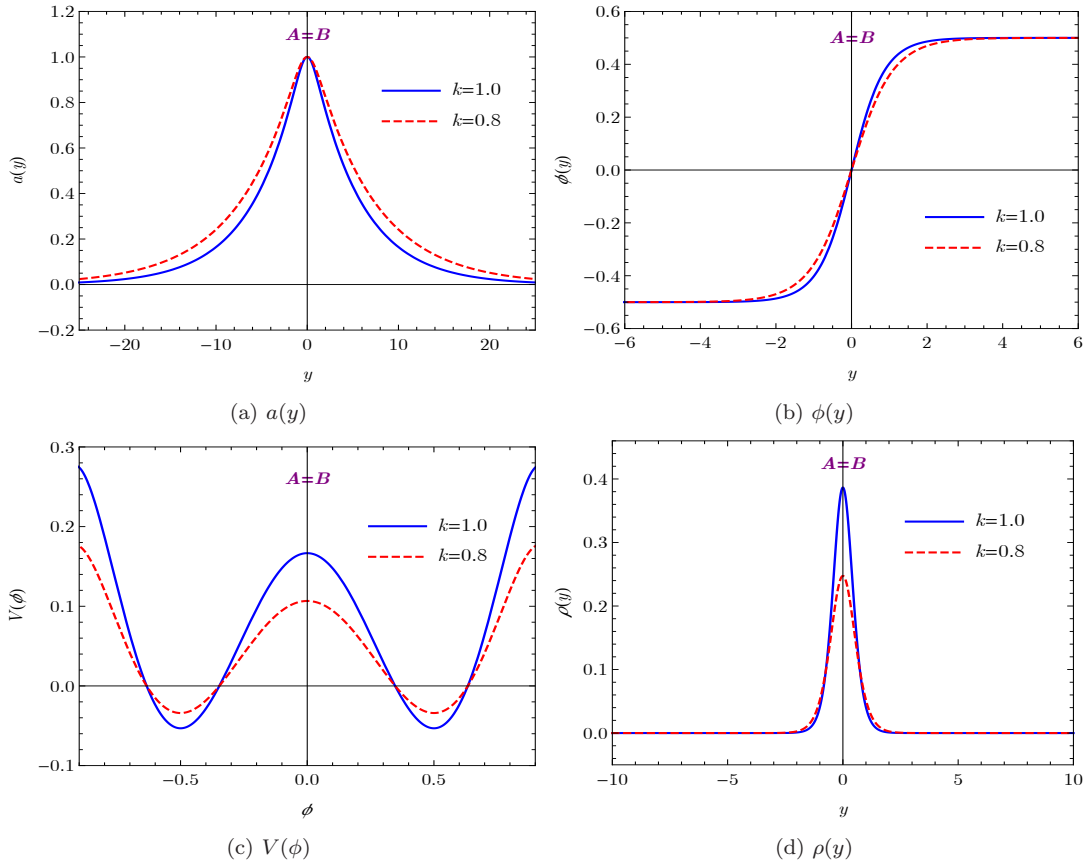 A=B
k=1.0
k=0.8
a(y)
1.0
0.8
0.6
0.4
0.2
0.0
−0.2
−20
−10
0
10
20
y
(a) a(y)
A=B
k=1.0
k=0.8
ϕ(y)
0.6
0.4
0.2
0.0
−0.2
−0.4
−0.6
−6
−4
−2
0
2
4
6
y
(b) ϕ(y)
A=B
k=1.0
k=0.8
V(ϕ)
0.3
0.2
0.1
0.0
−0.1
−0.5
0.0
0.5
ϕ
(c) V(ϕ)
A=B
k=1.0
k=0.8
ρ(y)
0.4
0.3
0.2
0.1
0.0
−10
−5
0
5
10
y
(d) ρ(y)